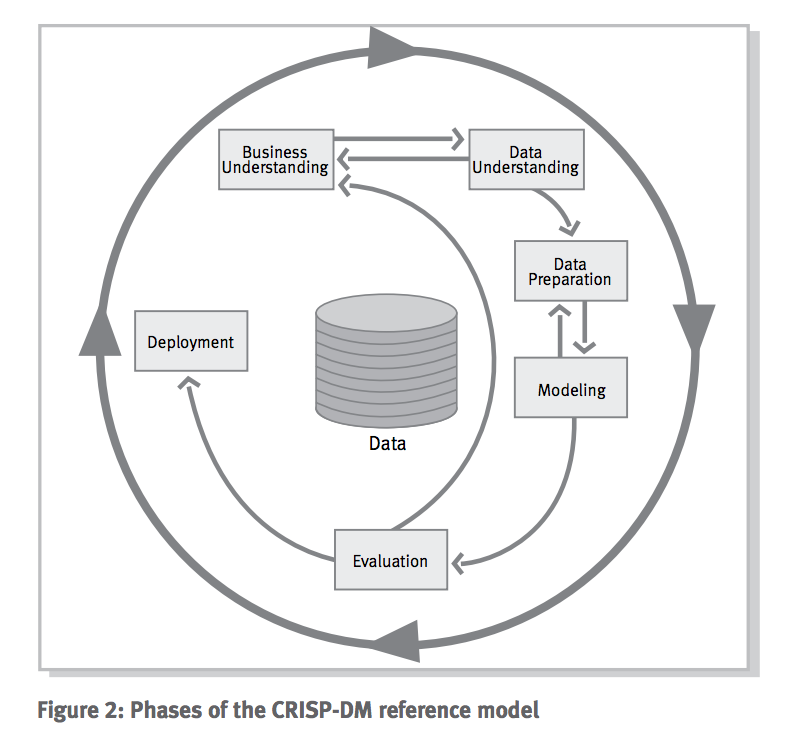 Business
Understanding
Data
Understanding
Data
Preparation
Deployment
Modeling
Data
Evaluation
Figure 2: Phases of the CRISP-DM reference model